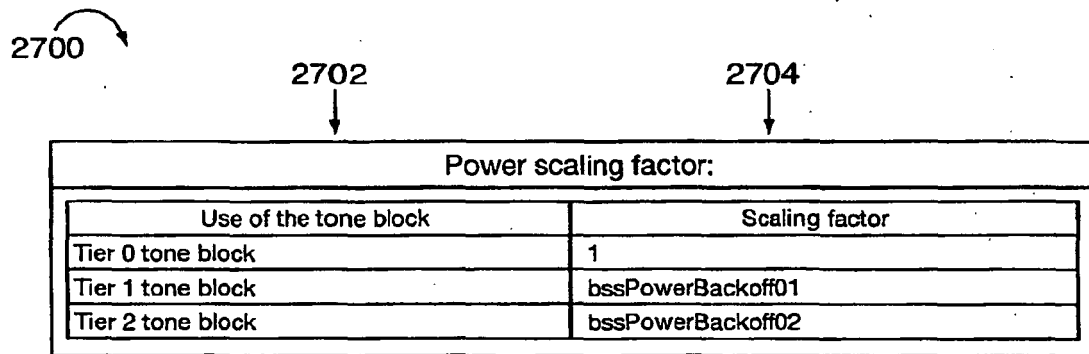 2700
2702 2704
Power scaling factor:
Use of the tone block Scaling factor
Tier 0 tone block 1
Tier 1 tone block bssPowerBackoff01
Tier 2 tone block bssPowerBackoff02